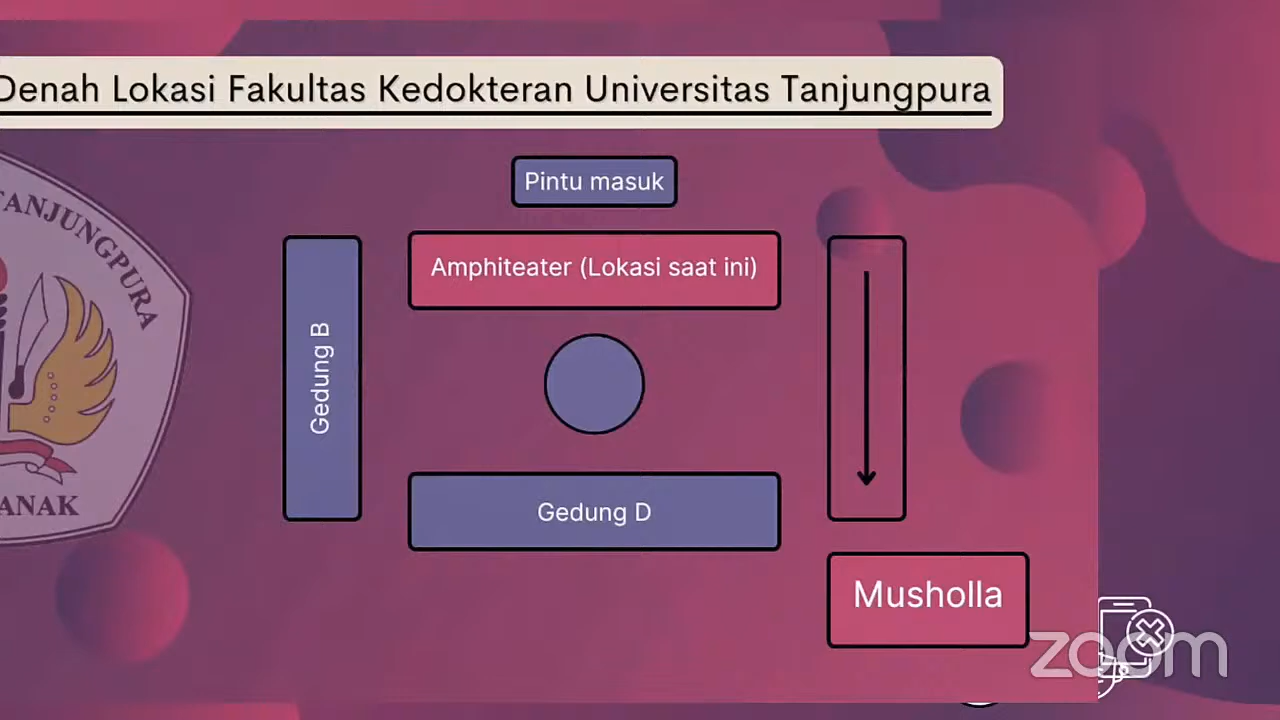 Denah Lokasi Fakultas Kedokteran Universitas Tanjungpura
TANJUNGPURA
Pintu masuk
Amphiteater (Lokasi saat ini)
Gedung B
Gedung D
Musholla
ANAK
zoom